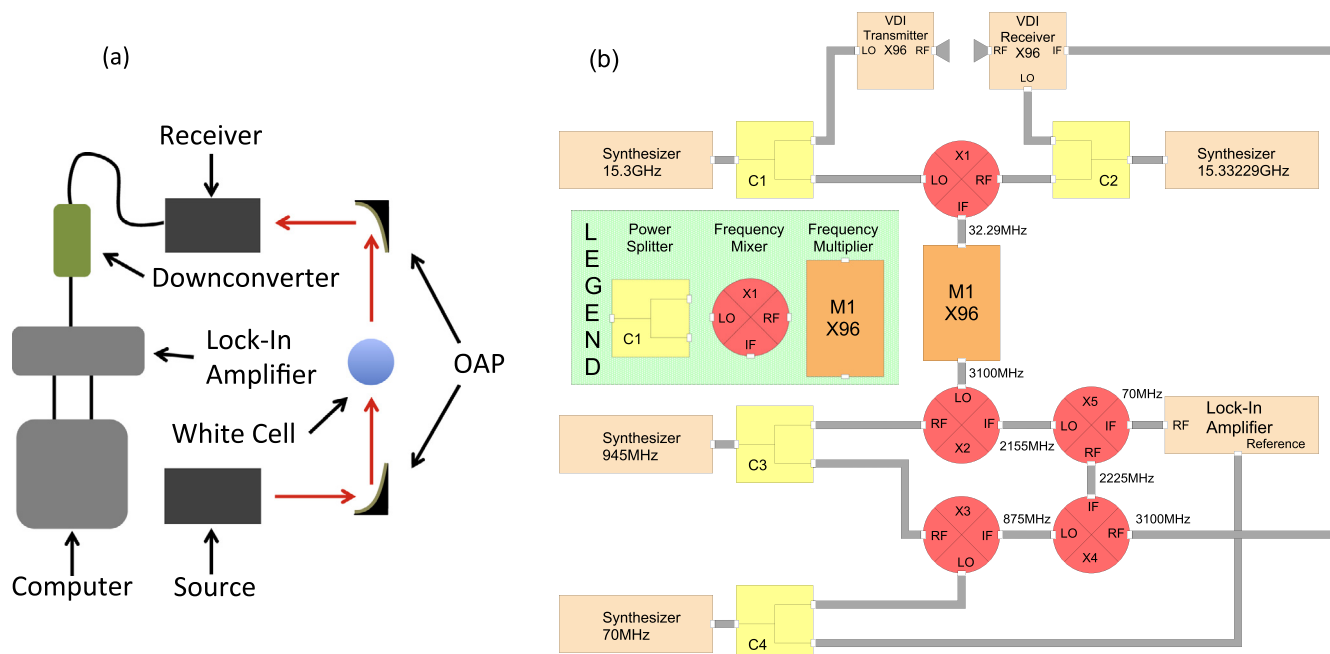 (a)
Receiver
Downconverter
Lock-In
Amplifier
OAP
White Cell
Computer
Source
(b)
VDI
Transmitter
X96
LO
RF
VDI
Receiver
X96
RF
IF
LO
Synthesizer
15.3GHz
C1
X1
LO
RF
IF
C2
Synthesizer
15.33229GHz
32.29MHz
LEGEND
Power
Splitter
C1
Frequency
Mixer
X1
LO
RF
IF
Frequency
Multiplier
M1
X96
M1
X96
3100MHz
Synthesizer
945MHz
C3
LO
RF
IF
X2
2155MHz
X5
LO
IF
RF
70MHz
RF
Lock-In
Amplifier
Reference
2225MHz
X3
RF
IF
LO
875MHz
IF
LO
RF
X4
3100MHz
Synthesizer
70MHz
C4